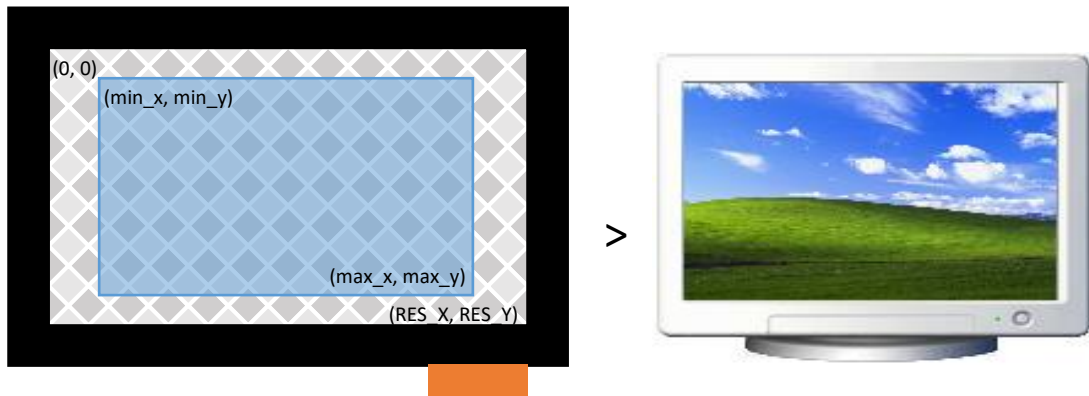 (0, 0)
(min_x, min_y)
(max_x, max_y)
(RES_X, RES_Y)
>